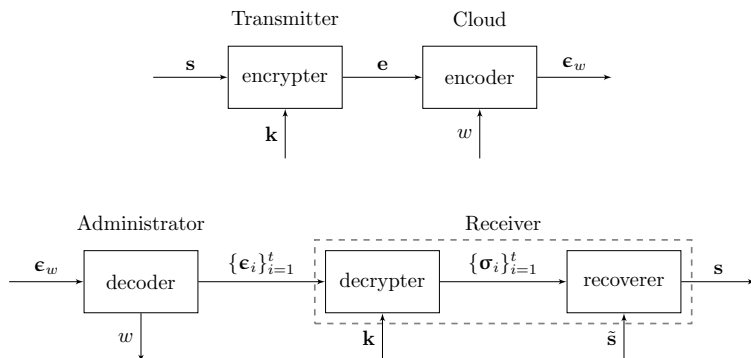 Transmitter Cloud
s encrypter e encoder ϵ_w
k w
Administrator Receiver
ϵ_w decoder {ϵ_i}_{i=1}^t decrypter {σ_i}_{i=1}^t recoverer s
w k s̃